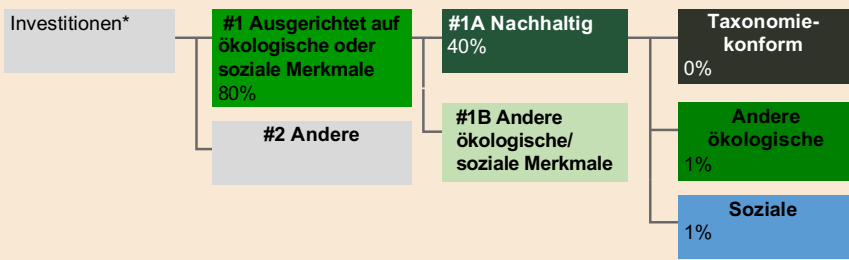 Investitionen*
#1 Ausgerichtet auf
ökologische oder
soziale Merkmale
80%
#2 Andere
#1A Nachhaltig
40%
#1B Andere
ökologische/
soziale Merkmale
Taxonomie-
konform
0%
Andere
ökologische
1%
Soziale
1%